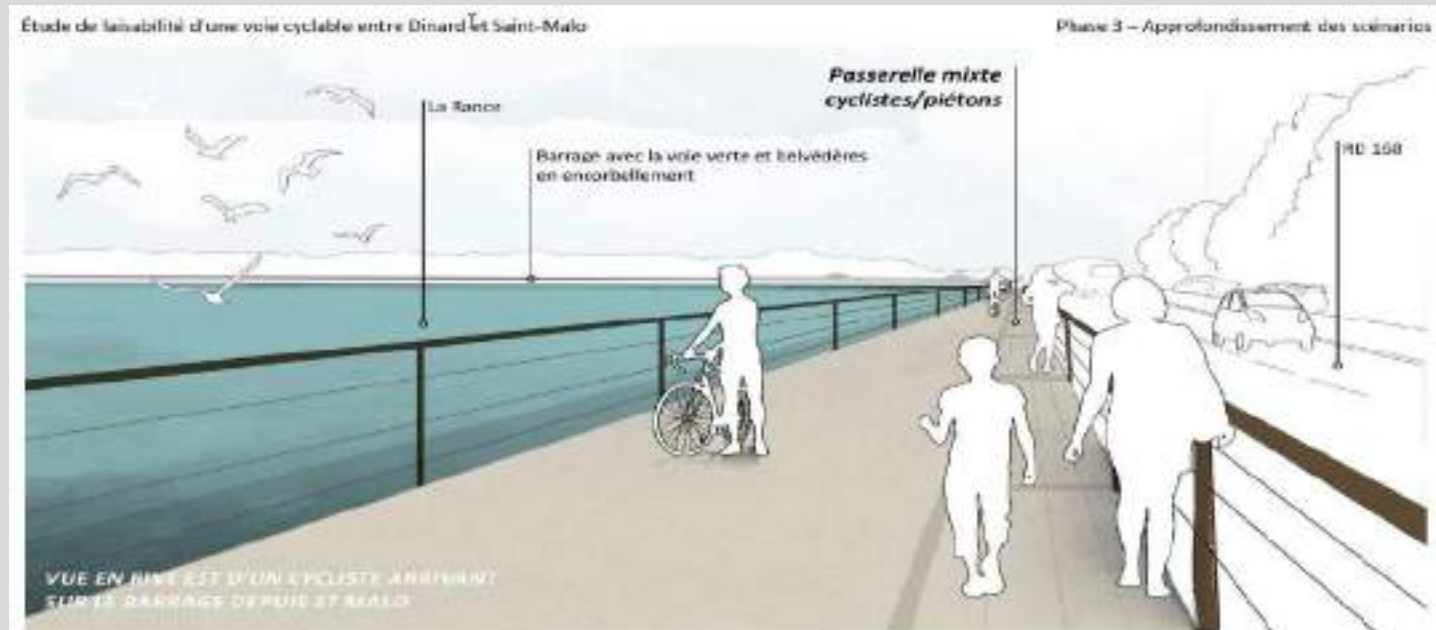 Étude de faisabilité d'une voie cyclable entre Dinard et Saint-Malo
Phase 3 – Approfondissement des scénarios
Passerelle mixte
cyclistes/piétons
La Rance
Barrage avec la voie verte et belvédères
en encorbellement
RD 168
VUE EN RIVE EST D'UN CYCLISTE ARRIVANT
SUR LE BARRAGE DEPUIS ST MALO